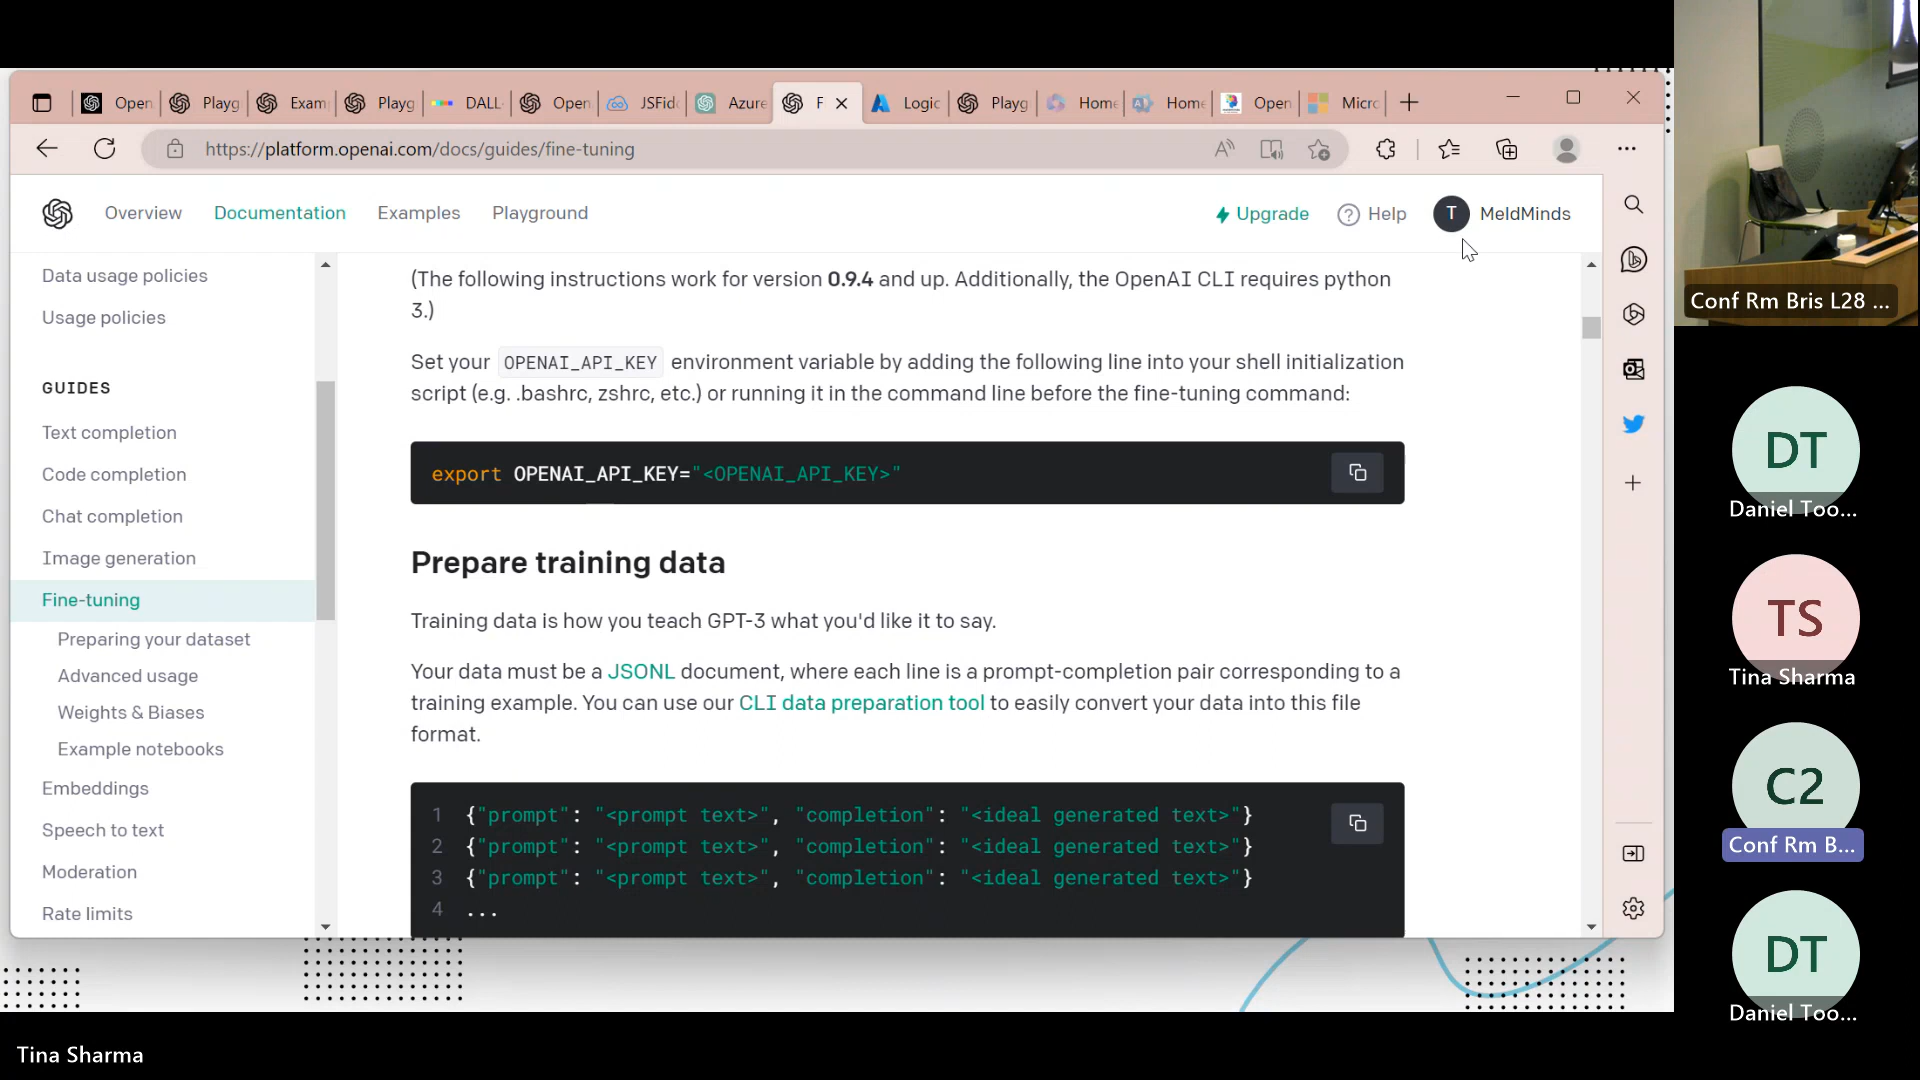 Open
Playg
Exam
Playg
DALL
Open
JSFid
Azure
F
Logic
Playg
Home
Home
Open
Micro
https://platform.openai.com/docs/guides/fine-tuning
Overview
Documentation
Examples
Playground
Upgrade
Help
T
MeldMinds
Data usage policies
Usage policies
GUIDES
Text completion
Code completion
Chat completion
Image generation
Fine-tuning
Preparing your dataset
Advanced usage
Weights & Biases
Example notebooks
Embeddings
Speech to text
Moderation
Rate limits
(The following instructions work for version 0.9.4 and up. Additionally, the OpenAI CLI requires python
3.)
Set your OPENAI_API_KEY environment variable by adding the following line into your shell initialization
script (e.g. .bashrc, zshrc, etc.) or running it in the command line before the fine-tuning command:
export OPENAI_API_KEY="<OPENAI_API_KEY>"
Prepare training data
Training data is how you teach GPT-3 what you'd like it to say.
Your data must be a JSONL document, where each line is a prompt-completion pair corresponding to a
training example. You can use our CLI data preparation tool to easily convert your data into this file
format.
1 {"prompt": "<prompt text>", "completion": "<ideal generated text>"}
2 {"prompt": "<prompt text>", "completion": "<ideal generated text>"}
3 {"prompt": "<prompt text>", "completion": "<ideal generated text>"}
4 ...
Conf Rm Bris L28 ...
DT
Daniel Too...
TS
Tina Sharma
C2
Conf Rm B...
DT
Daniel Too...
Tina Sharma